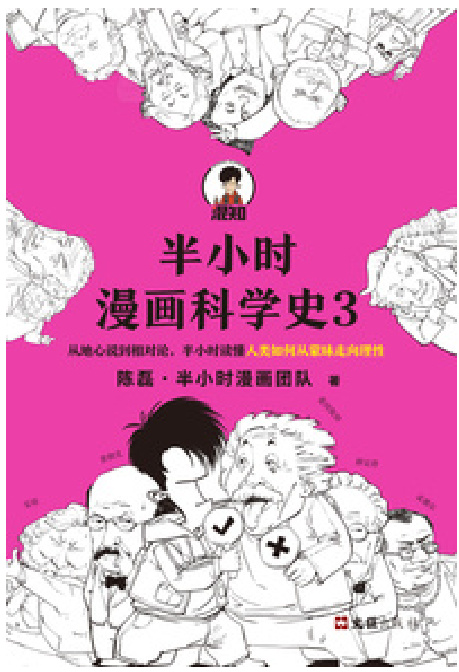 混知
半小时
漫画科学史3
从地心说到相对论，半小时读懂人类如何从蒙昧走向理性
陈磊·半小时漫画团队 著